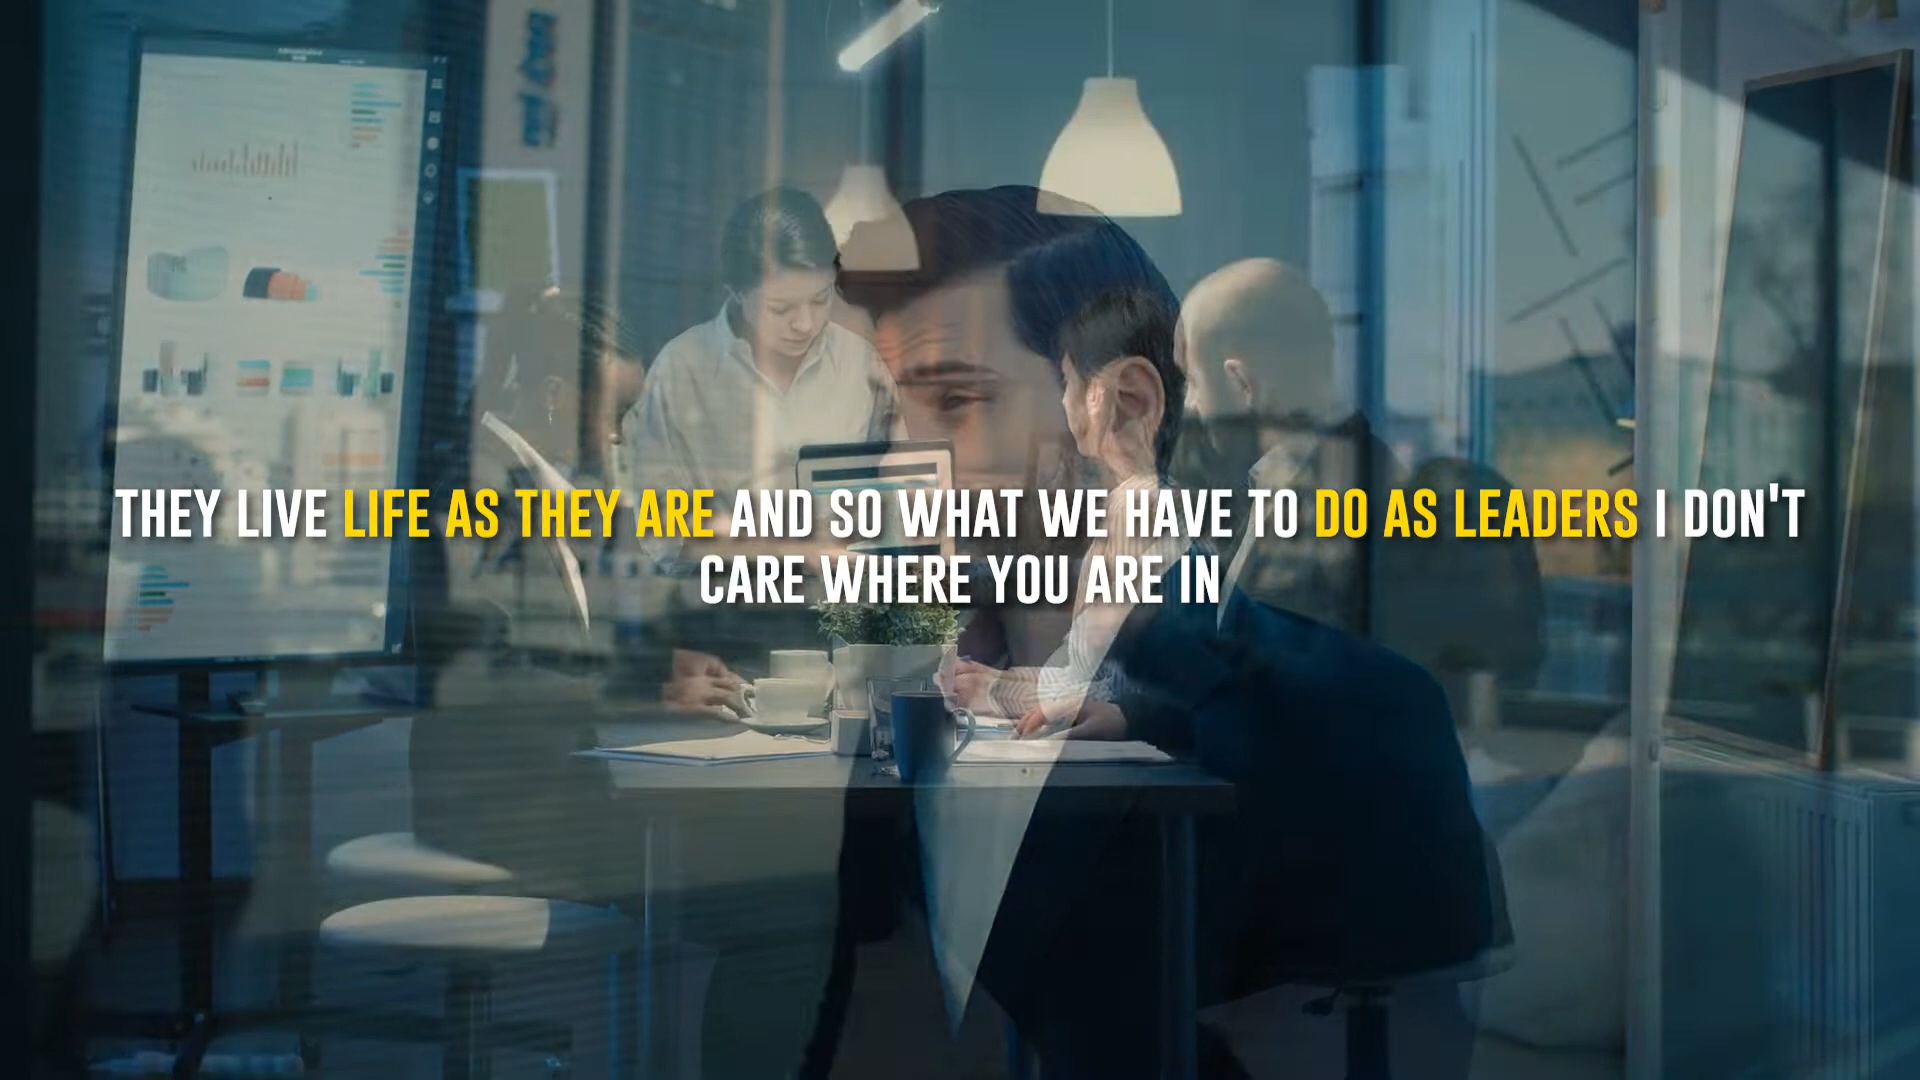 THEY LIVE LIFE AS THEY ARE AND SO WHAT WE HAVE TO DO AS LEADERS I DON'T
CARE WHERE YOU ARE IN